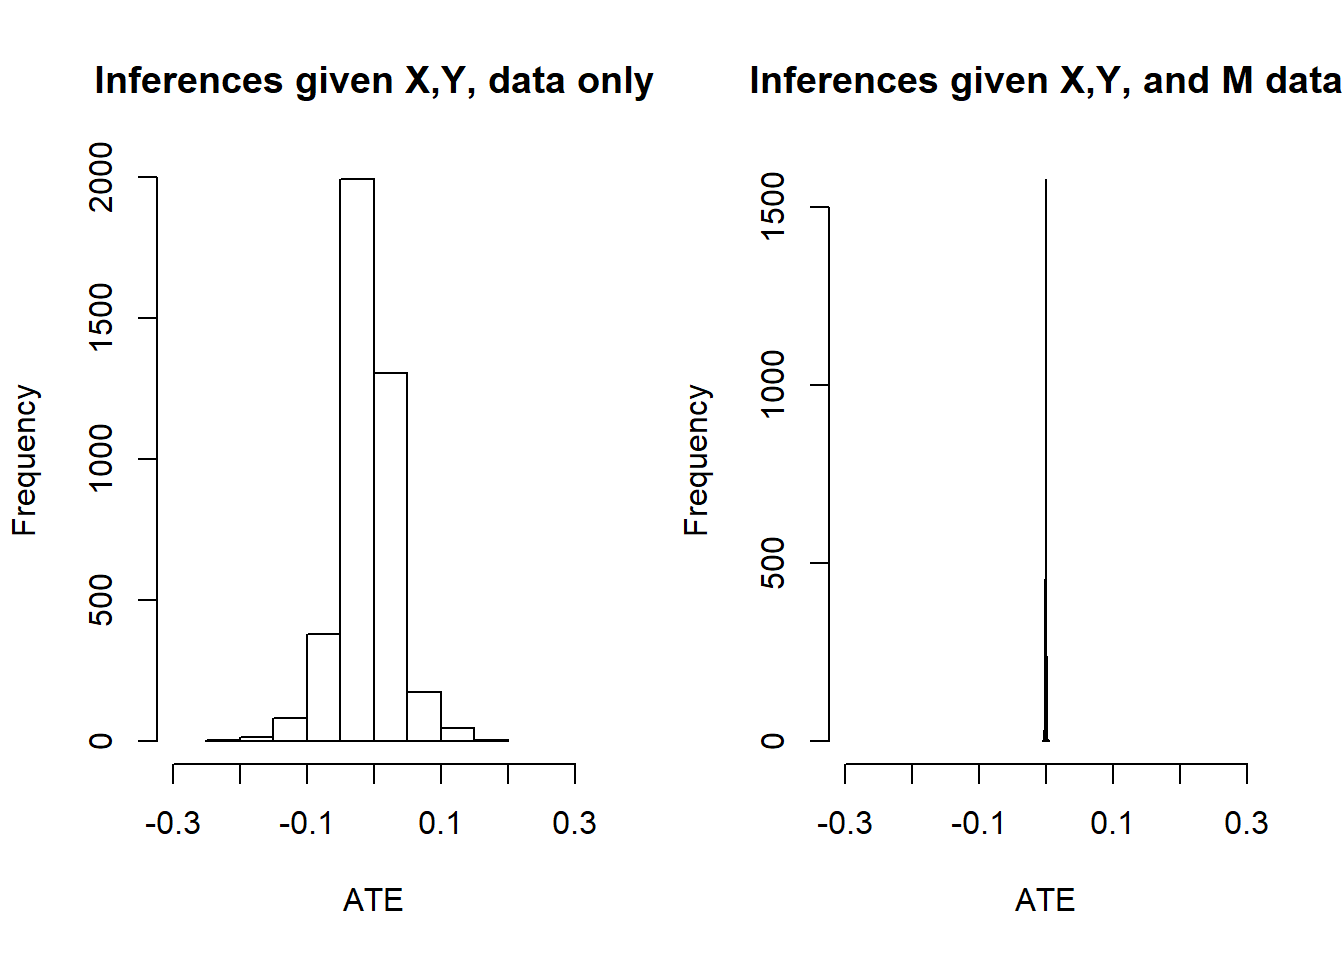 Inferences given X,Y, data only
Frequency
2000
1500
1000
500
0
-0.3
-0.1
0.1
0.3
ATE
Inferences given X,Y, and M data
Frequency
1500
1000
500
0
-0.3
-0.1
0.1
0.3
ATE